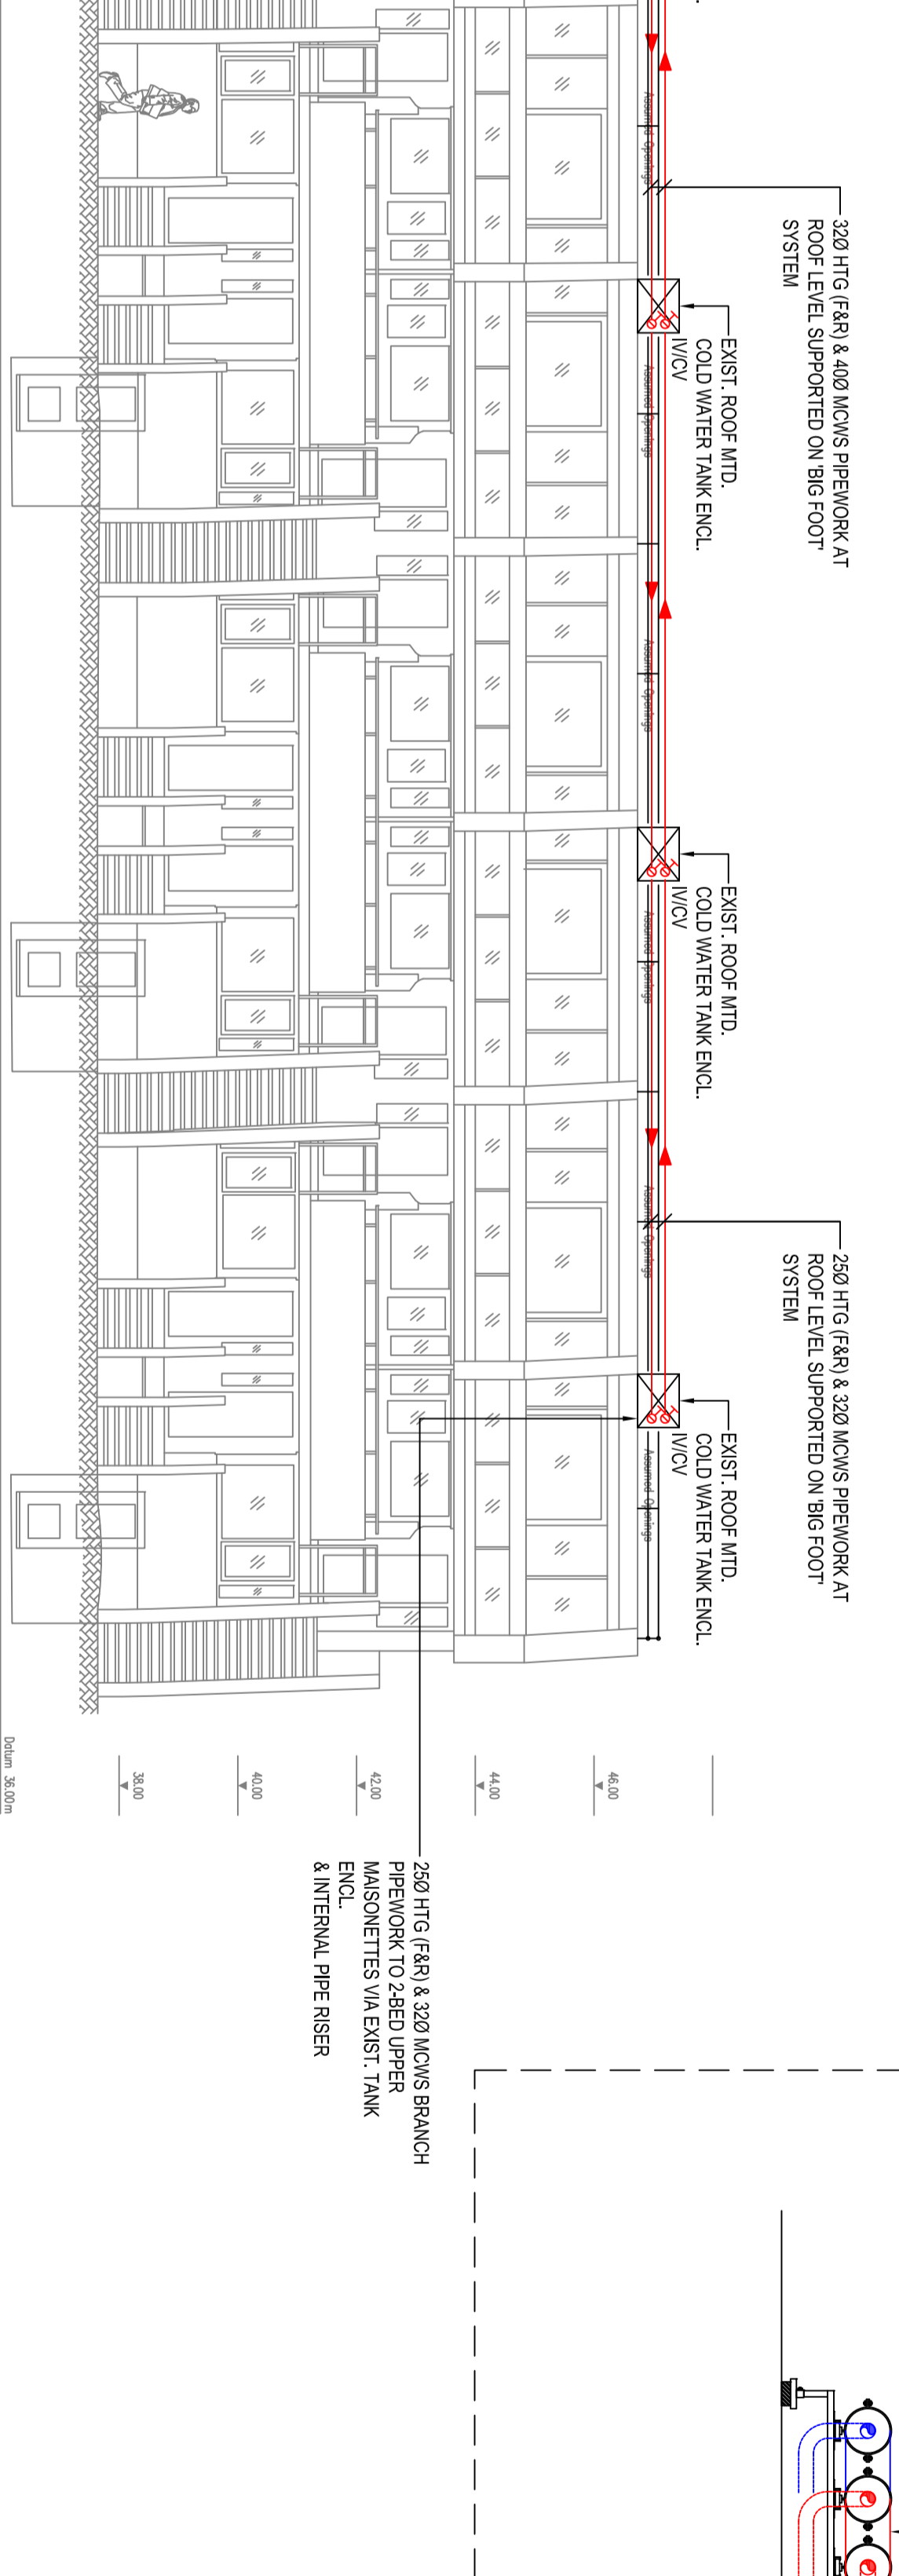 32Ø HTG (F&R) & 40Ø MCWS PIPEWORK AT
ROOF LEVEL SUPPORTED ON 'BIG FOOT'
SYSTEM
EXIST. ROOF MTD.
COLD WATER TANK ENCL.
IV/CV
EXIST. ROOF MTD.
COLD WATER TANK ENCL.
IV/CV
25Ø HTG (F&R) & 32Ø MCWS PIPEWORK AT
ROOF LEVEL SUPPORTED ON 'BIG FOOT'
SYSTEM
EXIST. ROOF MTD.
COLD WATER TANK ENCL.
IV/CV
Assumed Openings
Assumed Openings
Assumed Openings
Assumed Openings
Assumed Openings
Assumed Openings
46.00
44.00
42.00
40.00
38.00
Datum 36.00m
25Ø HTG (F&R) & 32Ø MCWS BRANCH
PIPEWORK TO 2-BED UPPER
MAISONETTES VIA EXIST. TANK
ENCL.
& INTERNAL PIPE RISER